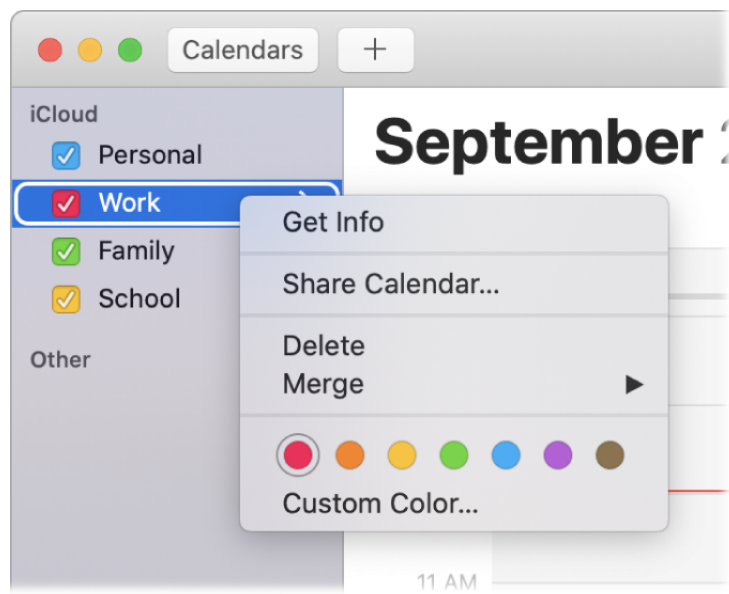 Calendars
iCloud
Personal
Work
Family
School
Other
September
Get Info
Share Calendar...
Delete
Merge
Custom Color...
11 AM